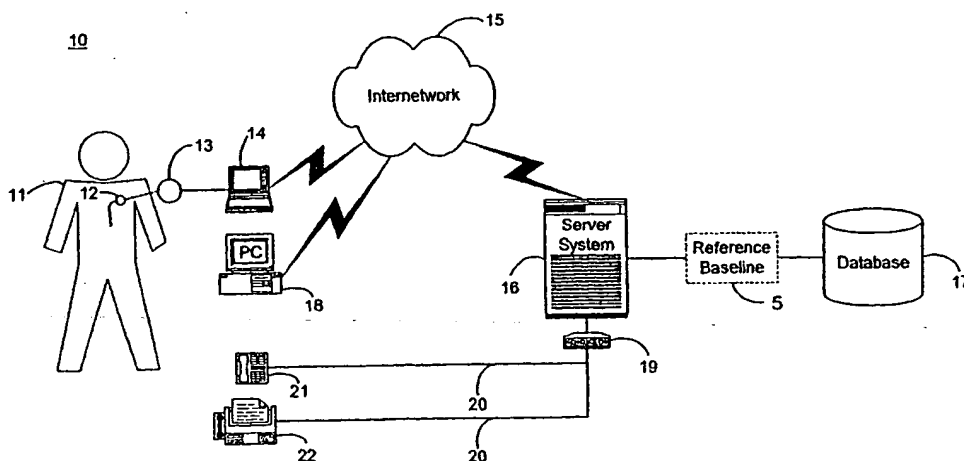 10
15
Internetwork
14
13
11
12
PC
18
16
Server
System
Reference
Baseline
5
Database
17
19
21
20
22
20